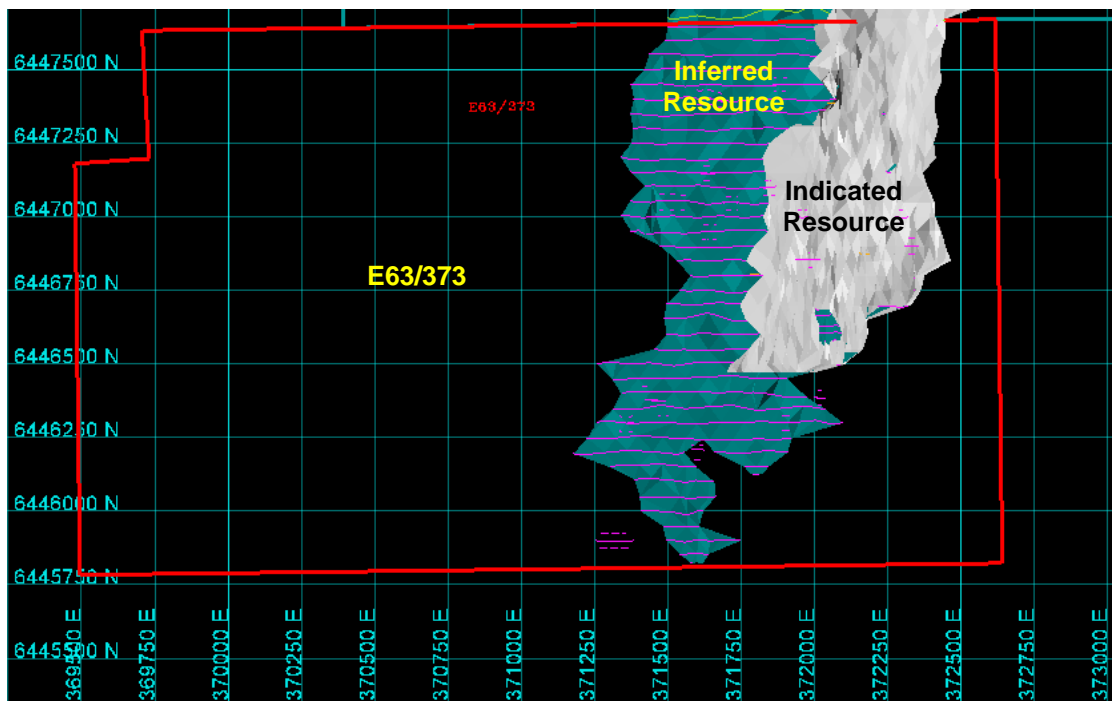 6447500 N
Inferred
Resource
E63/373
6447250 N
Indicated
Resource
6447000 N
E63/373
6446750 N
6446500 N
6446250 N
6446000 N
6445750 N
6445500 N
369500 E
369750 E
370000 E
370250 E
370500 E
370750 E
371000 E
371250 E
371500 E
371750 E
372000 E
372250 E
372500 E
372750 E
373000 E